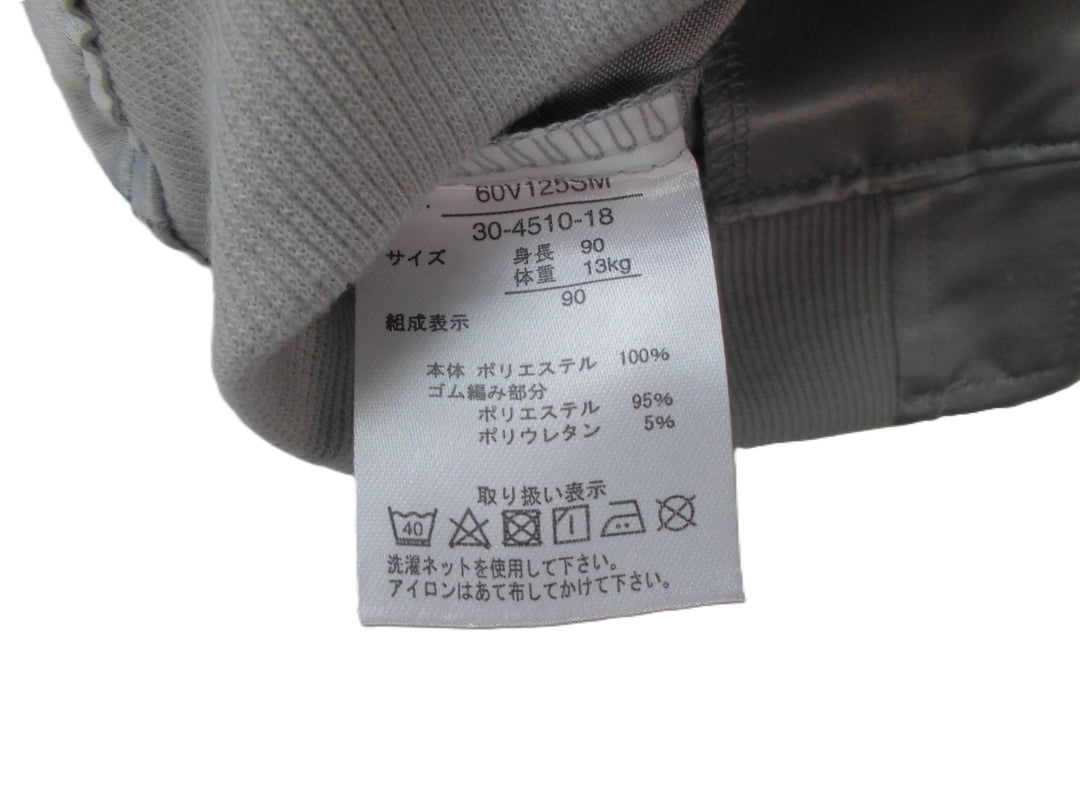 60V125SM
30-4510-18
サイズ 身長 90
体重 13kg
90
組成表示
本体 ポリエステル 100%
ゴム編み部分
ポリエステル 95%
ポリウレタン 5%
取り扱い表示
40
洗濯ネットを使用して下さい。
アイロンはあて布してかけて下さい。